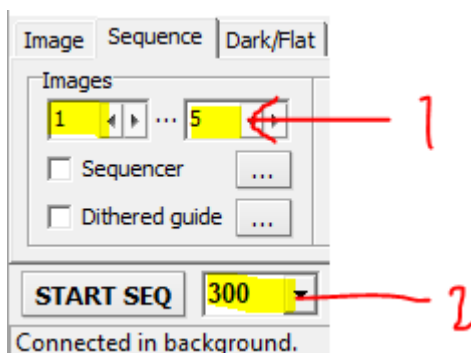 Image Sequence Dark/Flat
Images
1 ... 5
1
Sequencer ...
Dithered guide ...
START SEQ 300
2
Connected in background.